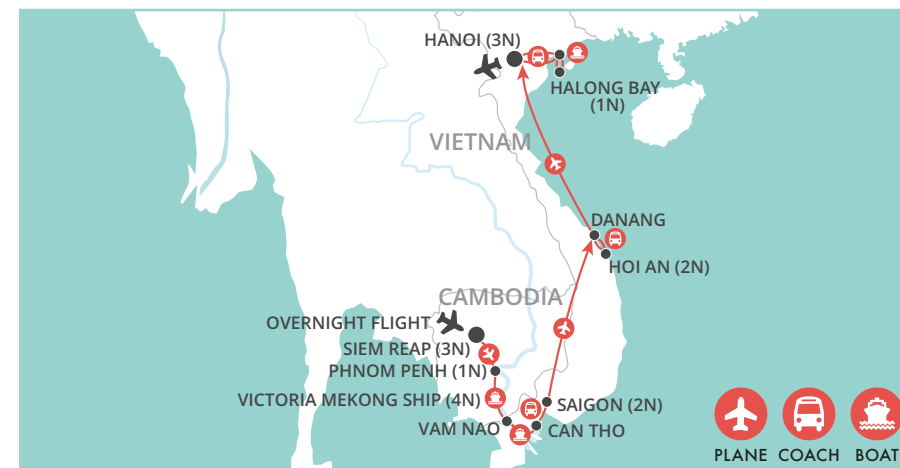 HANOI (3N)
HALONG BAY
(1N)
VIETNAM
DANANG
HOI AN (2N)
CAMBODIA
OVERNIGHT FLIGHT
SIEM REAP (3N)
PHNOM PENH (1N)
VICTORIA MEKONG SHIP (4N)
SAIGON (2N)
VAM NAO
CAN THO
PLANE COACH BOAT